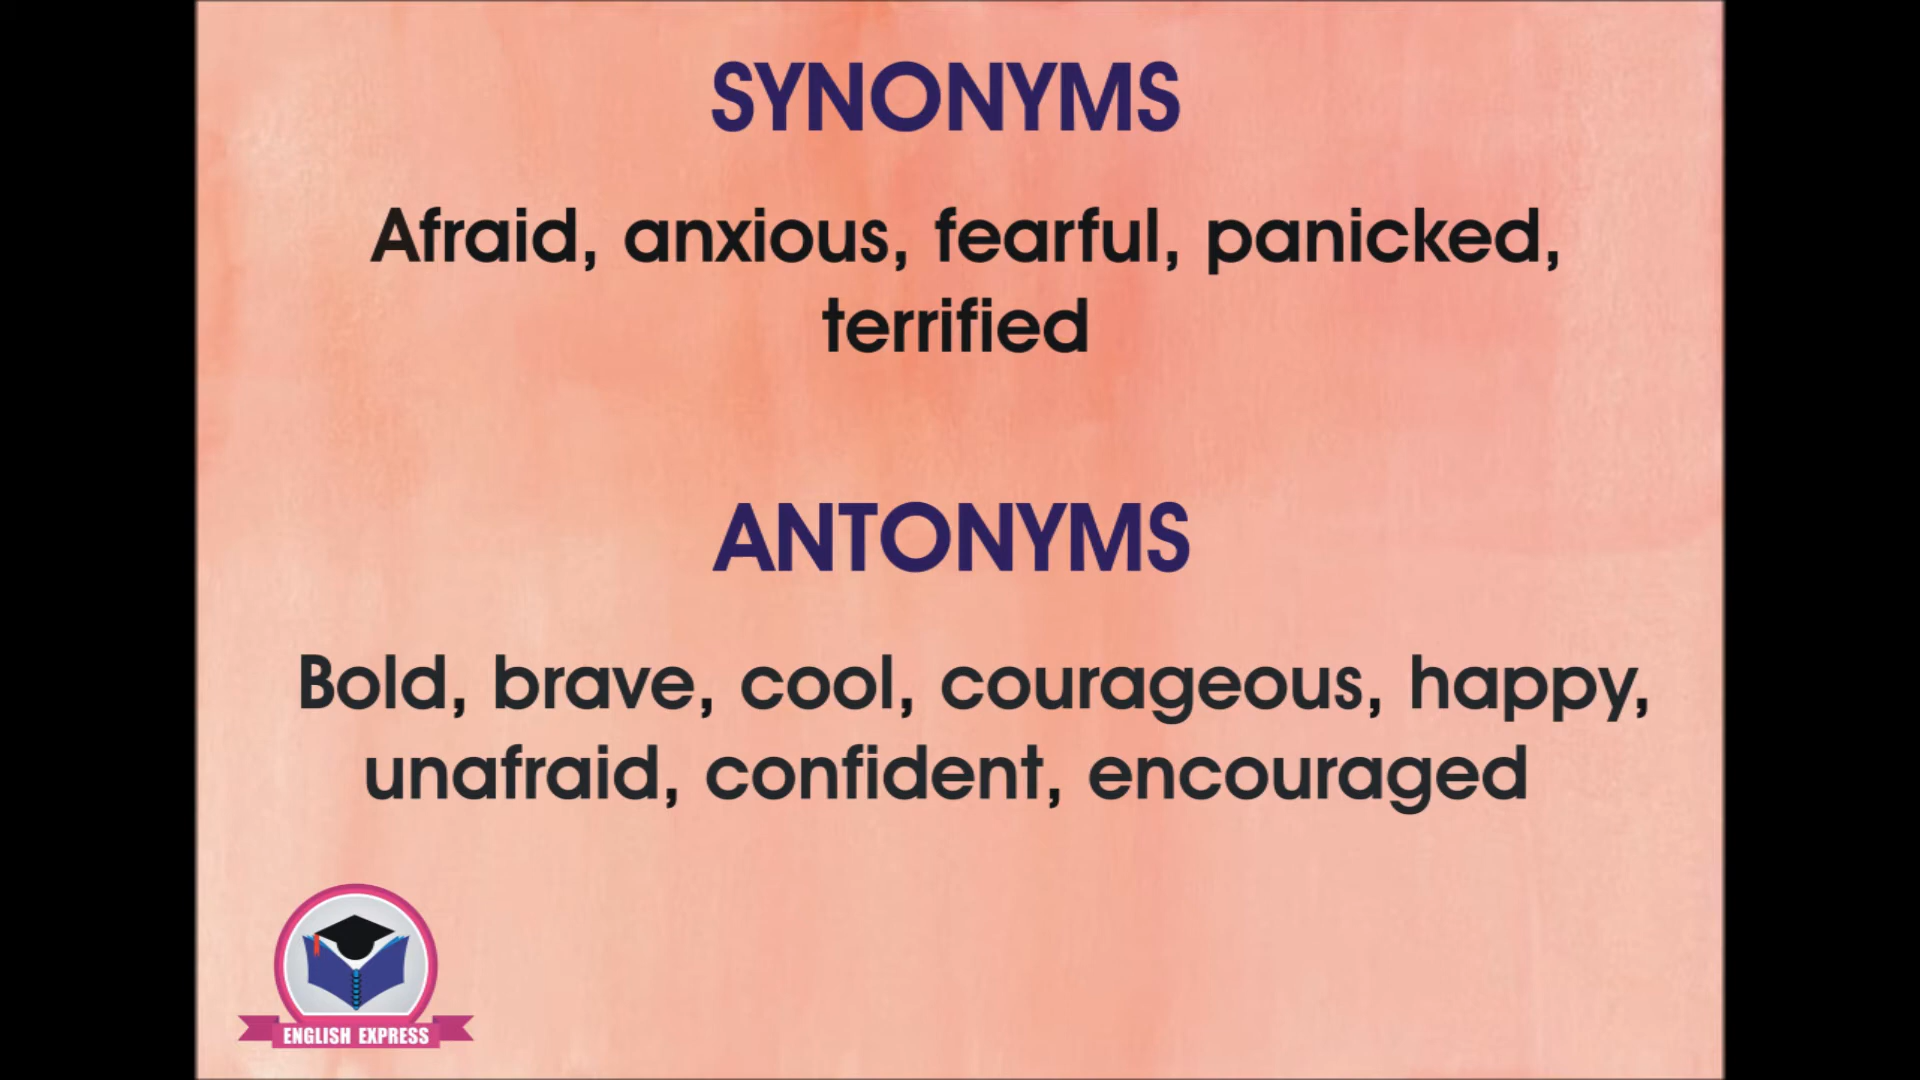 SYNONYMS
Afraid, anxious, fearful, panicked,
terrified
ANTONYMS
Bold, brave, cool, courageous, happy,
unafraid, confident, encouraged
ENGLISH EXPRESS